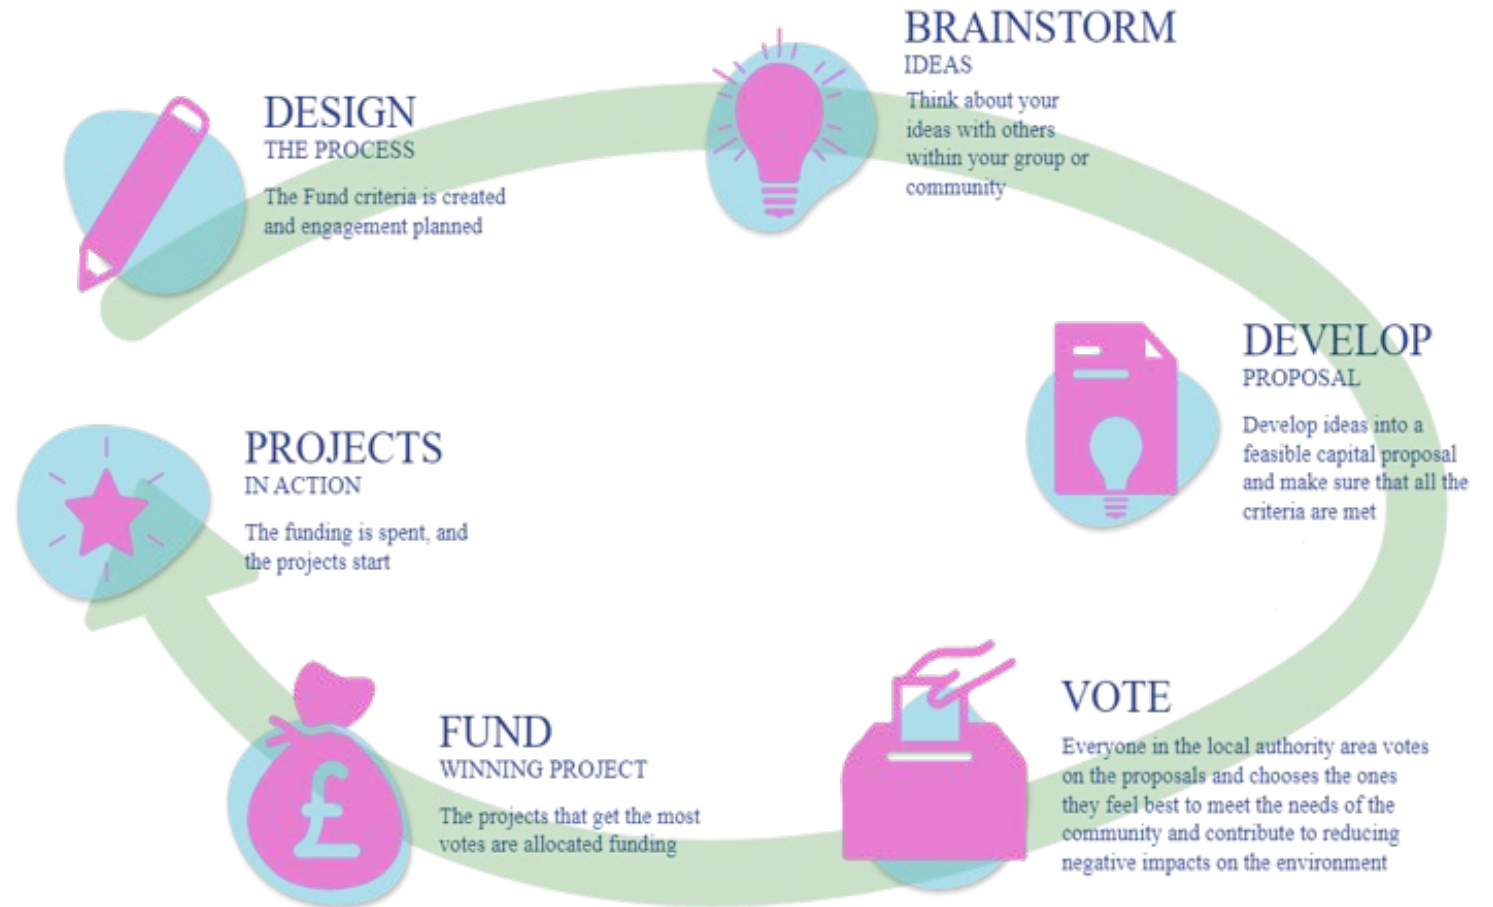 DESIGN
THE PROCESS
The Fund criteria is created
and engagement planned
BRAINSTORM
IDEAS
Think about your
ideas with others
within your group or
community
DEVELOP
PROPOSAL
Develop ideas into a
feasible capital proposal
and make sure that all the
criteria are met
VOTE
Everyone in the local authority area votes
on the proposals and chooses the ones
they feel best to meet the needs of the
community and contribute to reducing
negative impacts on the environment
FUND
WINNING PROJECT
The projects that get the most
votes are allocated funding
£
PROJECTS
IN ACTION
The funding is spent, and
the projects start